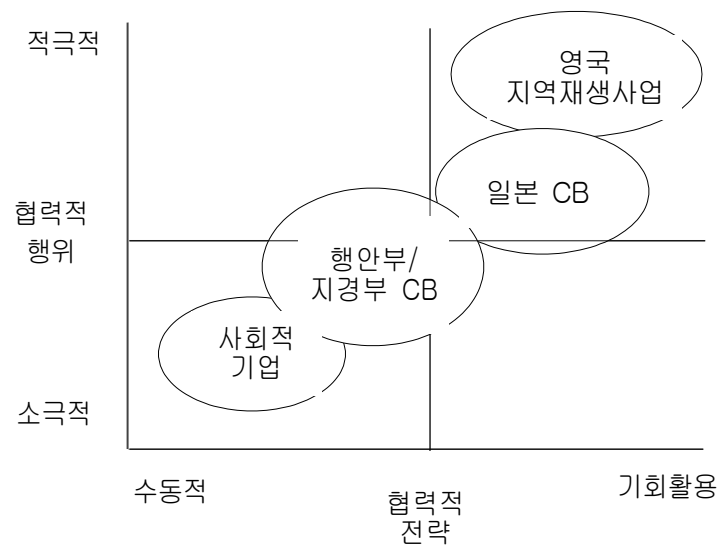 적극적
영국
지역재생사업
일본 CB
협력적
행위
행안부/
지경부 CB
사회적
기업
소극적
수동적
협력적
전략
기회활용